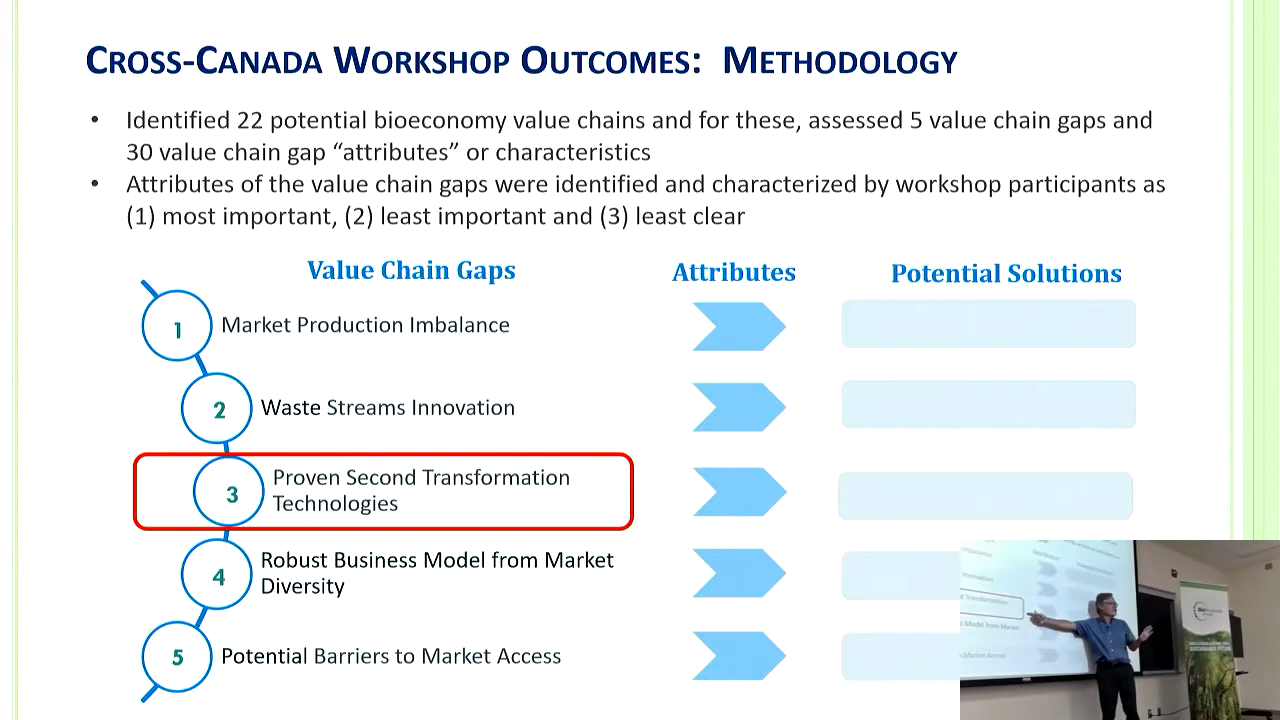 CROSS-CANADA WORKSHOP OUTCOMES: METHODOLOGY
• Identified 22 potential bioeconomy value chains and for these, assessed 5 value chain gaps and
30 value chain gap “attributes” or characteristics
• Attributes of the value chain gaps were identified and characterized by workshop participants as
(1) most important, (2) least important and (3) least clear
Value Chain Gaps
Attributes
Potential Solutions
1 Market Production Imbalance
2 Waste Streams Innovation
3 Proven Second Transformation
Technologies
4 Robust Business Model from Market
Diversity
5 Potential Barriers to Market Access